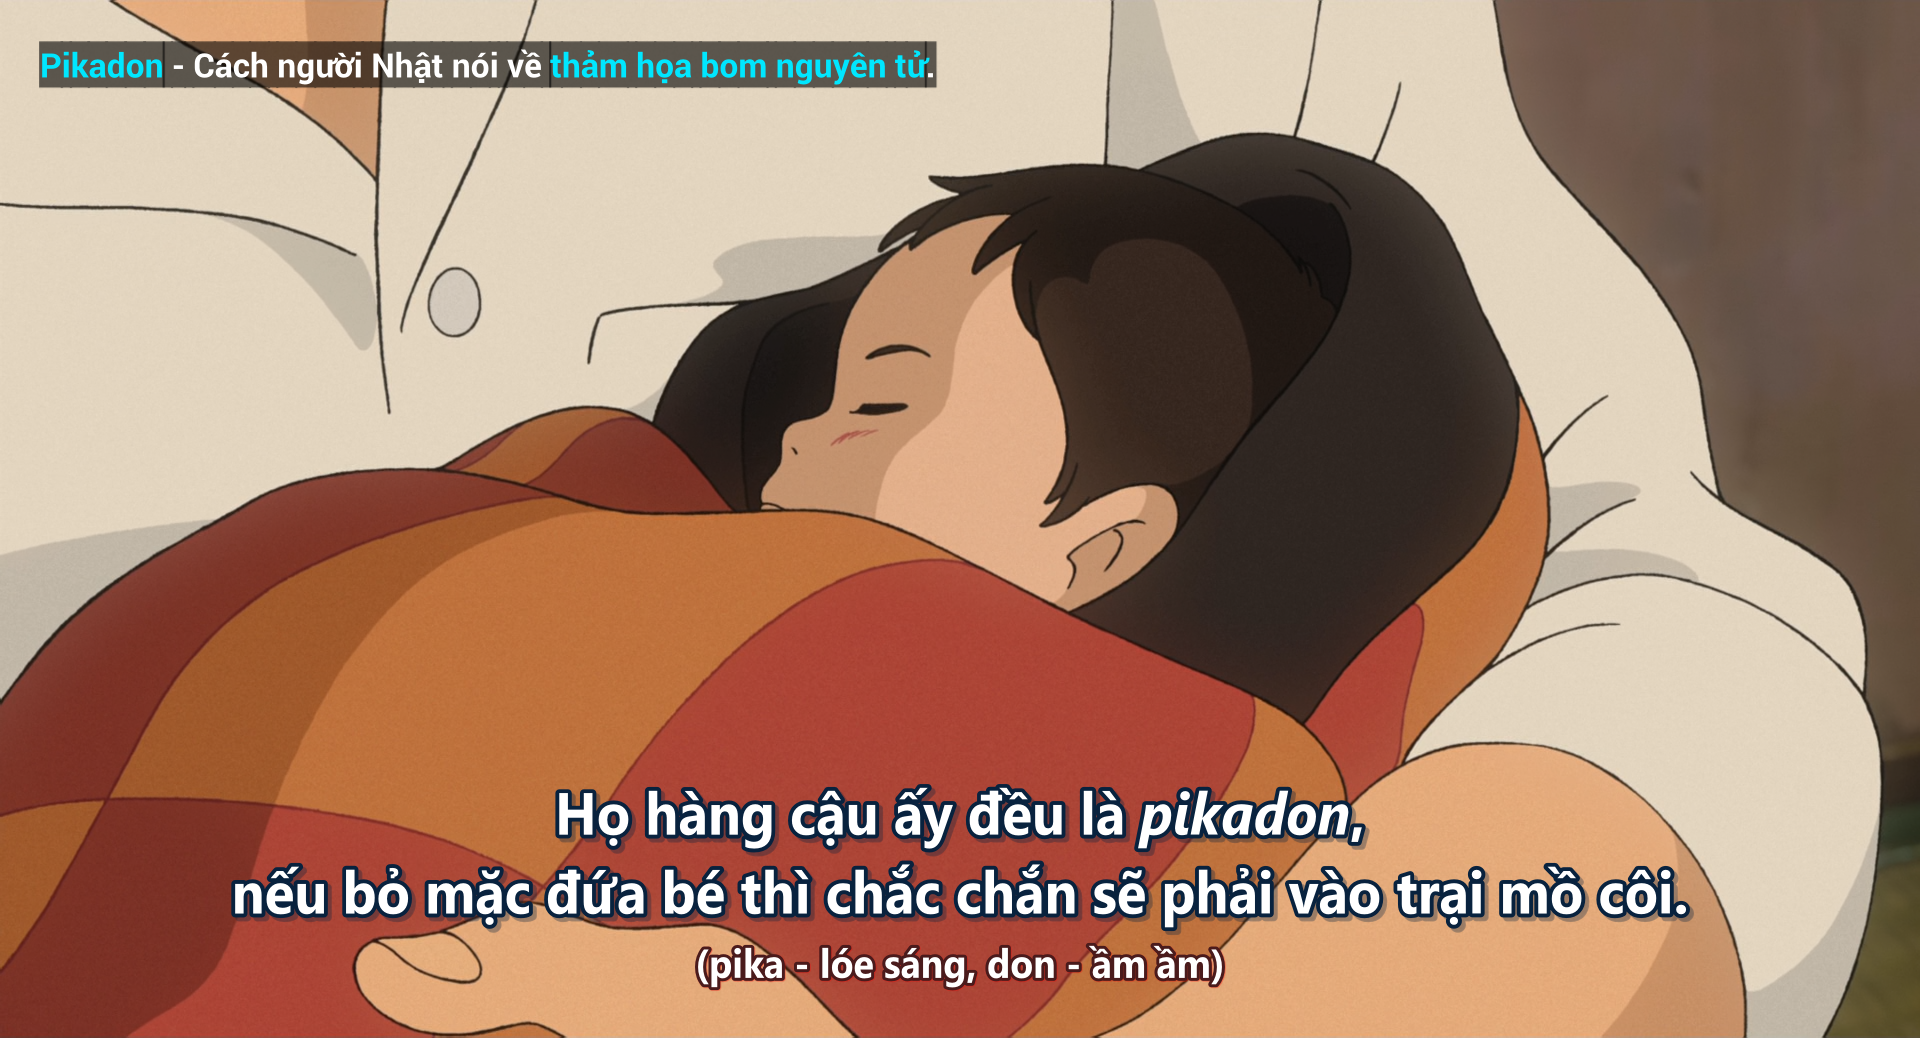 Pikadon - Cách người Nhật nói về thảm họa bom nguyên tử.
Họ hàng cậu ấy đều là pikadon,
nếu bỏ mặc đứa bé thì chắc chắn sẽ phải vào trại mồ côi.
(pika - lóe sáng, don - ầm ầm)